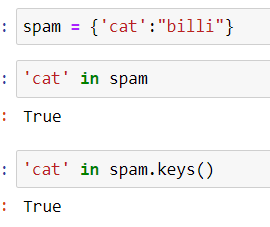 : spam = {'cat':"billi"}
: 'cat' in spam
: True
: 'cat' in spam.keys()
: True